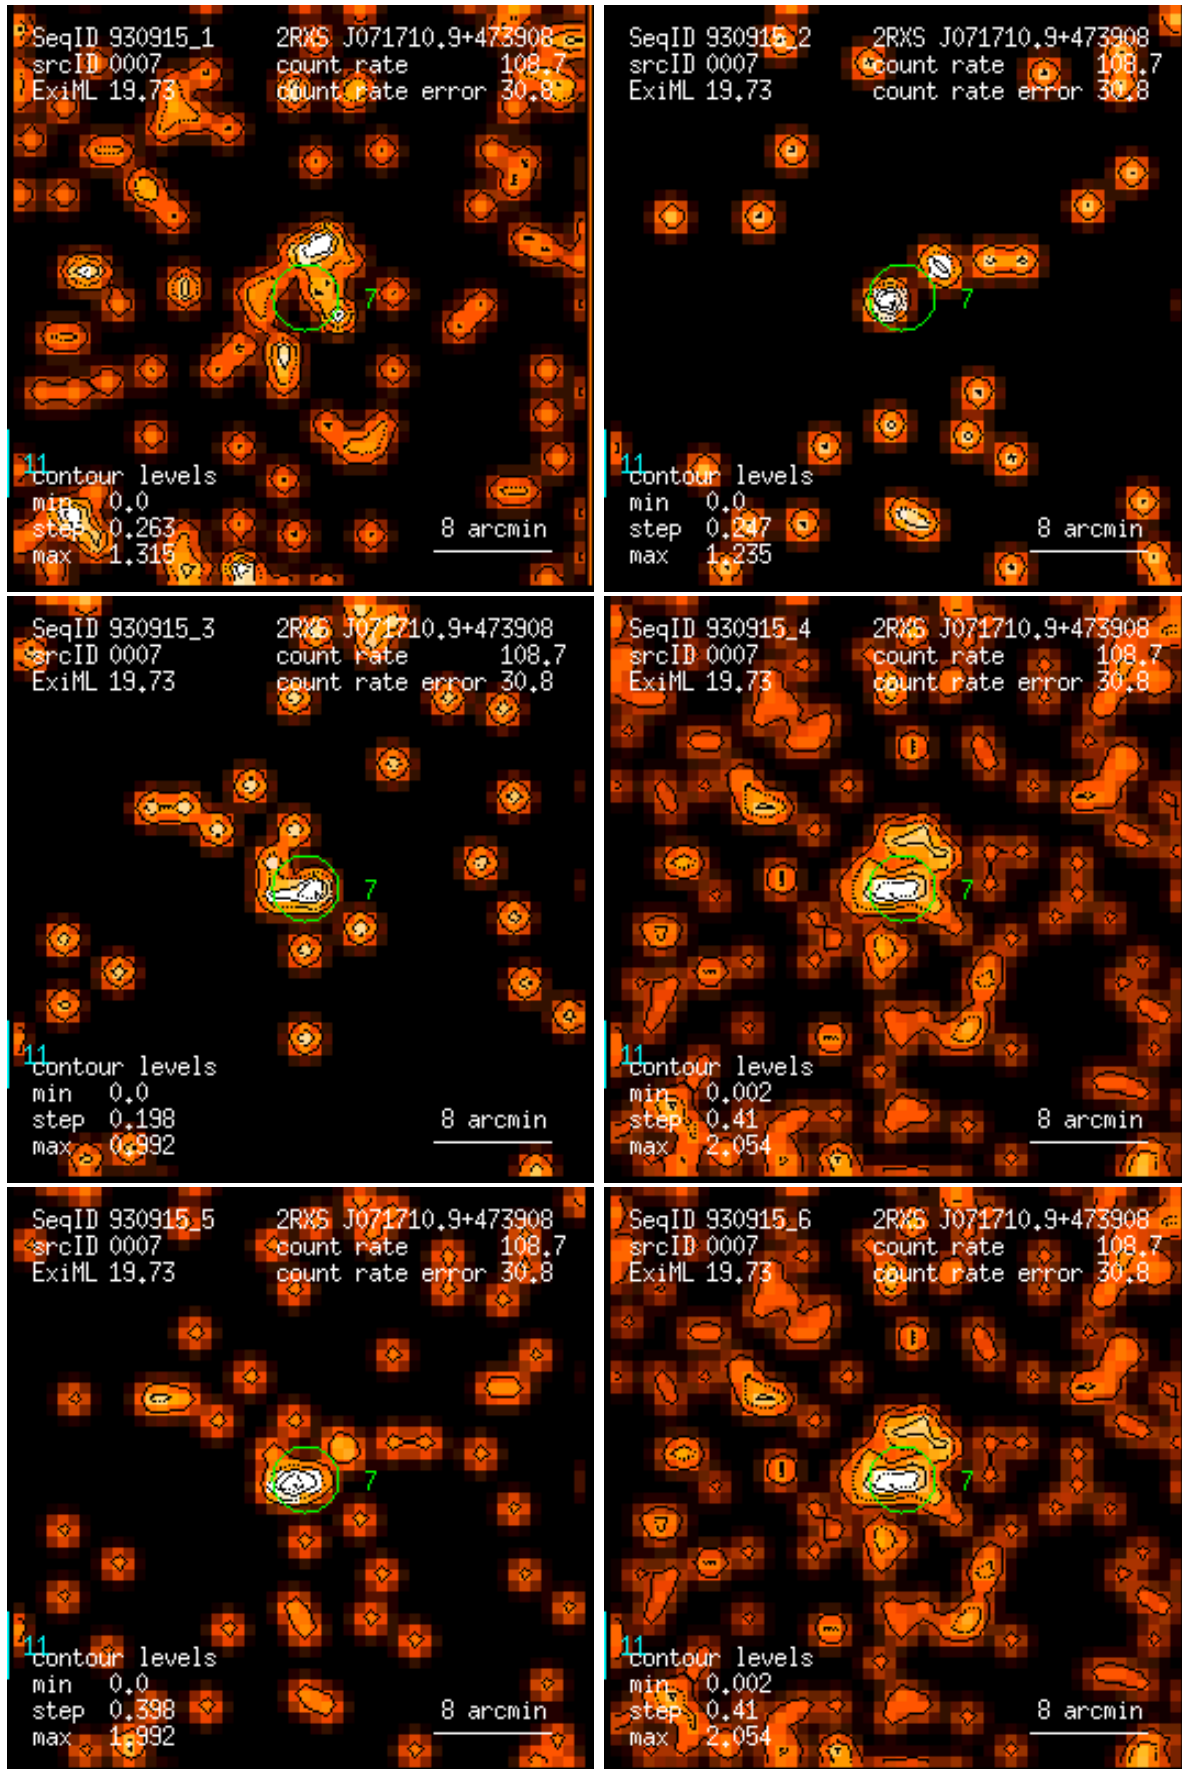 SeqID 930915_1 2RXS J071710.9+473908
srcID 0007 count rate 108.7
ExiML 19.73 count rate error 30.8
7
11
contour levels
min 0.0
step 0.263
max 1.315
8 arcmin
SeqID 930915_2 2RXS J071710.9+473908
srcID 0007 count rate 108.7
ExiML 19.73 count rate error 30.8
7
11
contour levels
min 0.0
step 0.247
max 1.235
8 arcmin
SeqID 930915_3 2RXS J071710.9+473908
srcID 0007 count rate 108.7
ExiML 19.73 count rate error 30.8
7
11
contour levels
min 0.0
step 0.198
max 0.992
8 arcmin
SeqID 930915_4 2RXS J071710.9+473908
srcID 0007 count rate 108.7
ExiML 19.73 count rate error 30.8
7
11
contour levels
min 0.002
step 0.41
max 2.054
8 arcmin
SeqID 930915_5 2RXS J071710.9+473908
srcID 0007 count rate 108.7
ExiML 19.73 count rate error 30.8
7
11
contour levels
min 0.0
step 0.398
max 1.992
8 arcmin
SeqID 930915_6 2RXS J071710.9+473908
srcID 0007 count rate 108.7
ExiML 19.73 count rate error 30.8
7
11
contour levels
min 0.002
step 0.41
max 2.054
8 arcmin